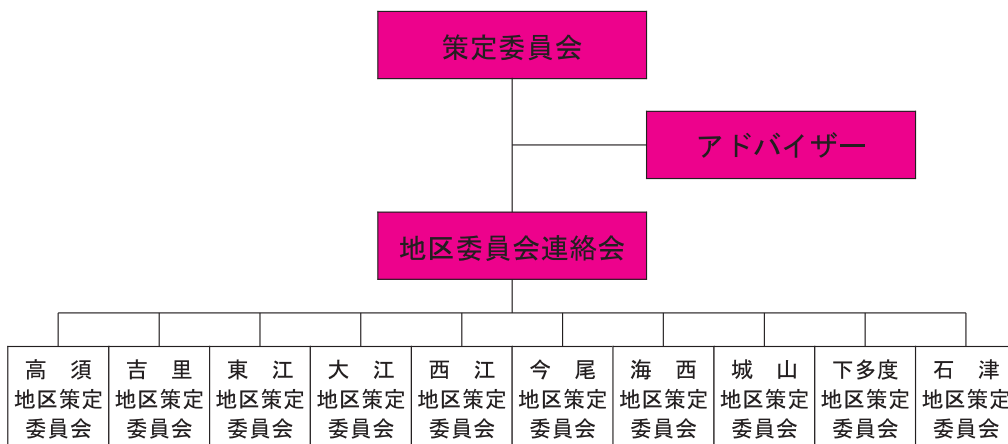 策定委員会
アドバイザー
地区委員会連絡会
高　須
地区策定
委員会
吉　里
地区策定
委員会
東　江
地区策定
委員会
大　江
地区策定
委員会
西　江
地区策定
委員会
今　尾
地区策定
委員会
海　西
地区策定
委員会
城　山
地区策定
委員会
下多度
地区策定
委員会
石　津
地区策定
委員会